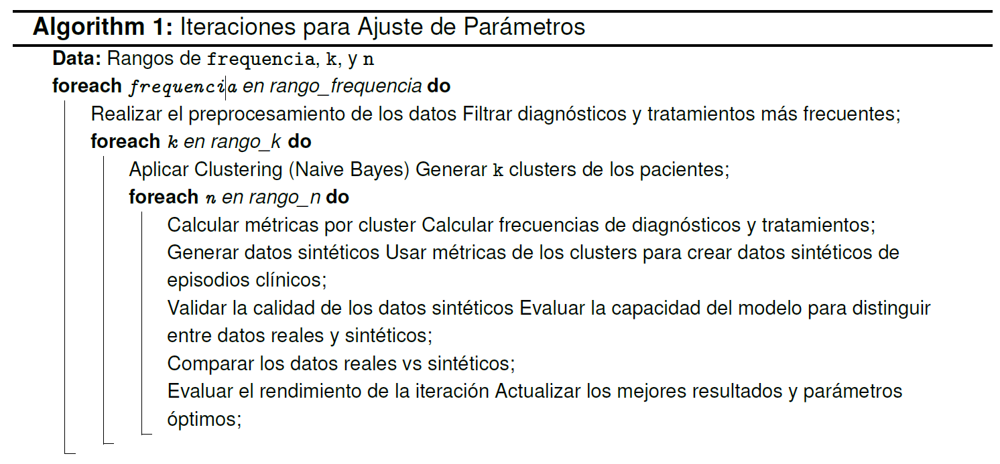 Algorithm 1: Iteraciones para Ajuste de Parámetros
Data: Rangos de frequencia, k, y n
foreach frequencia en rango_frequencia do
Realizar el preprocesamiento de los datos Filtrar diagnósticos y tratamientos más frecuentes;
foreach k en rango_k do
Aplicar Clustering (Naive Bayes) Generar k clusters de los pacientes;
foreach n en rango_n do
Calcular métricas por cluster Calcular frecuencias de diagnósticos y tratamientos;
Generar datos sintéticos Usar métricas de los clusters para crear datos sintéticos de
episodios clínicos;
Validar la calidad de los datos sintéticos Evaluar la capacidad del modelo para distinguir
entre datos reales y sintéticos;
Comparar los datos reales vs sintéticos;
Evaluar el rendimiento de la iteración Actualizar los mejores resultados y parámetros
óptimos;